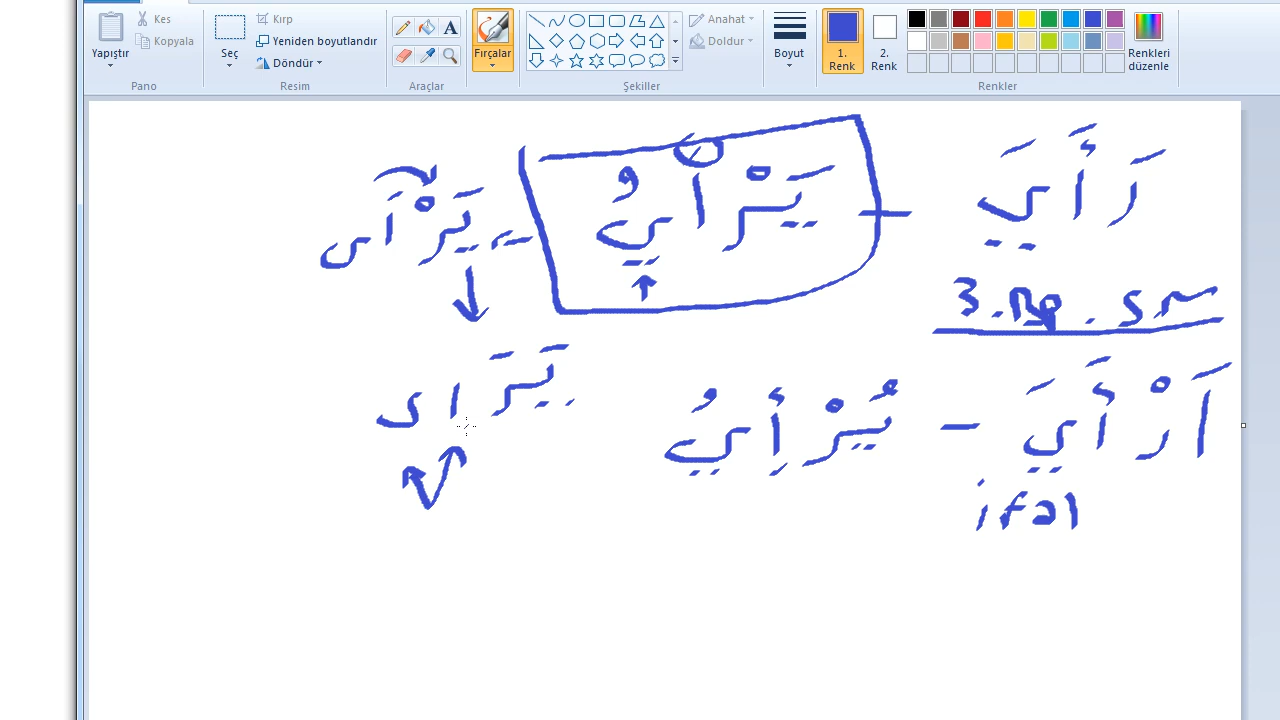 Kes
Kopyala
Yapıştır
Pano
Kırp
Yeniden boyutlandır
Döndür
Seç
Resim
Araçlar
Fırçalar
Anahat
Doldur
Şekiller
Boyut
1. Renk
2. Renk
Renkleri düzenle
Renkler
رَأَيَ – يَرْأَيُ – يَرْأَى
يَرَاى
أَرْأَيَ – يُرْأِيُ
ifal